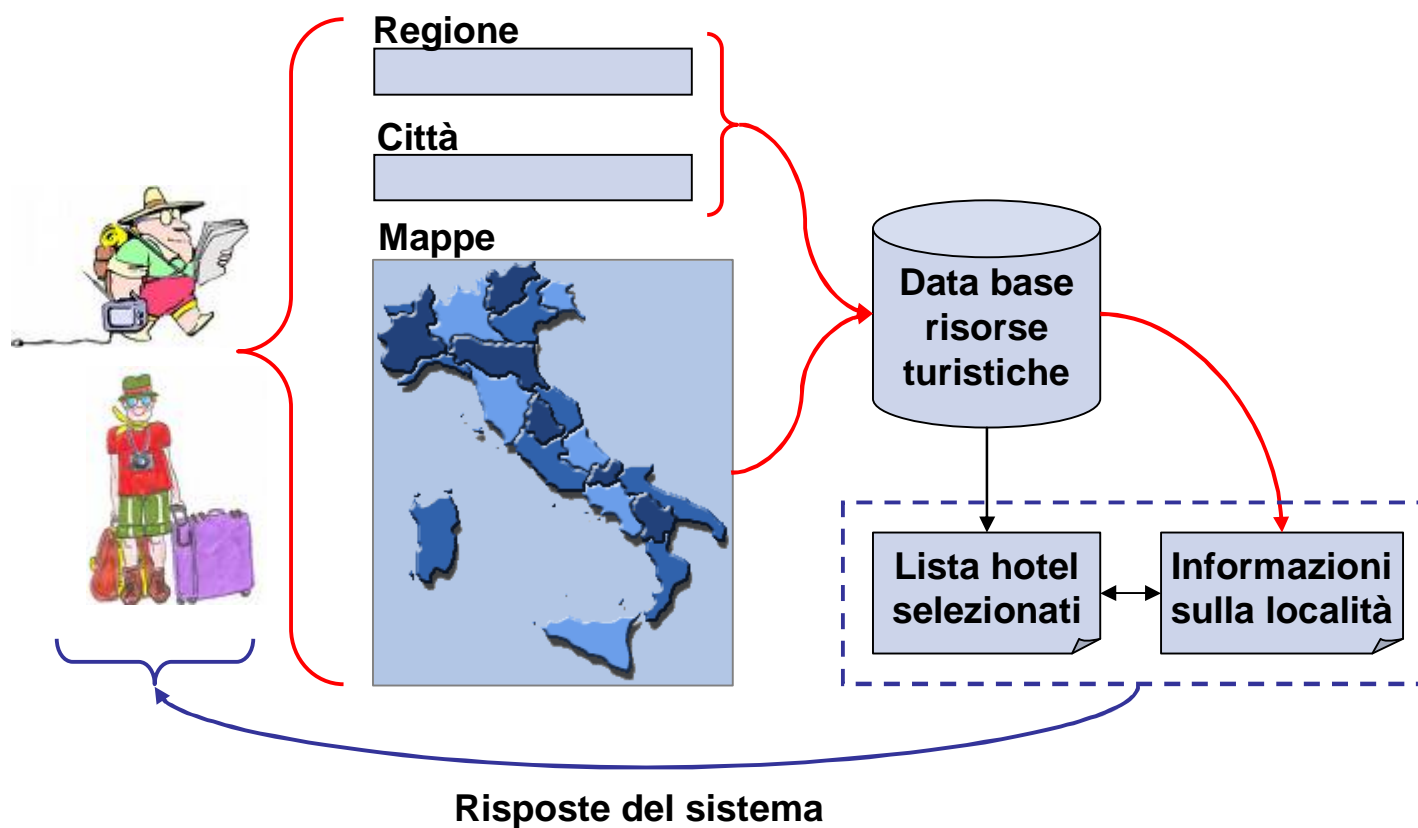 Regione
Città
Mappe
Data base
risorse
turistiche
Lista hotel
selezionati
Informazioni
sulla località
Risposte del sistema